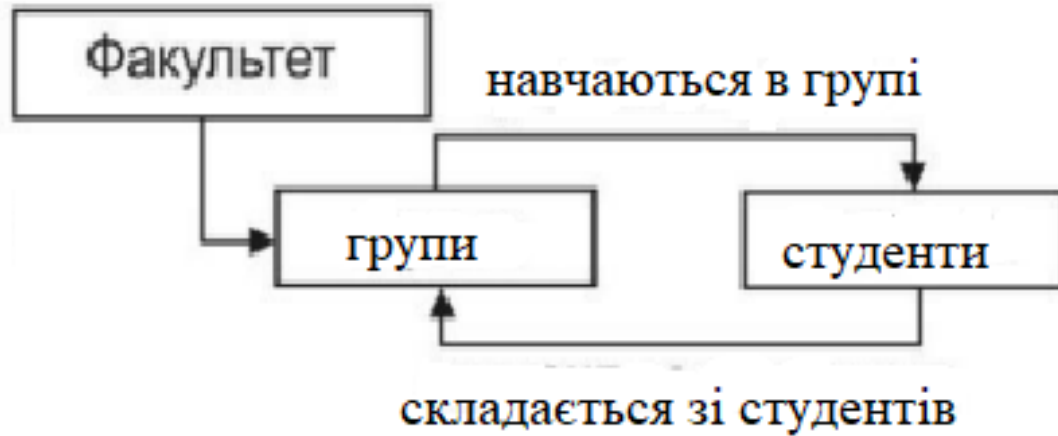 Факультет
навчаються в групі
групи
студенти
складається зі студентів